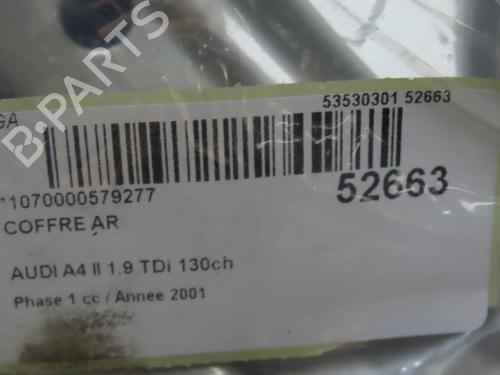 53530301 52663
GA
52663
*1070000579277
COFFRE AR
AUDI A4 II 1.9 TDi 130ch
Phase 1 cc / Année 2001
B-PARTS